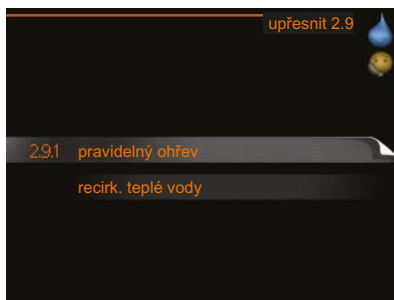 upřesnit 2.9
2.9.1 pravidelný ohřev
recirk. teplé vody